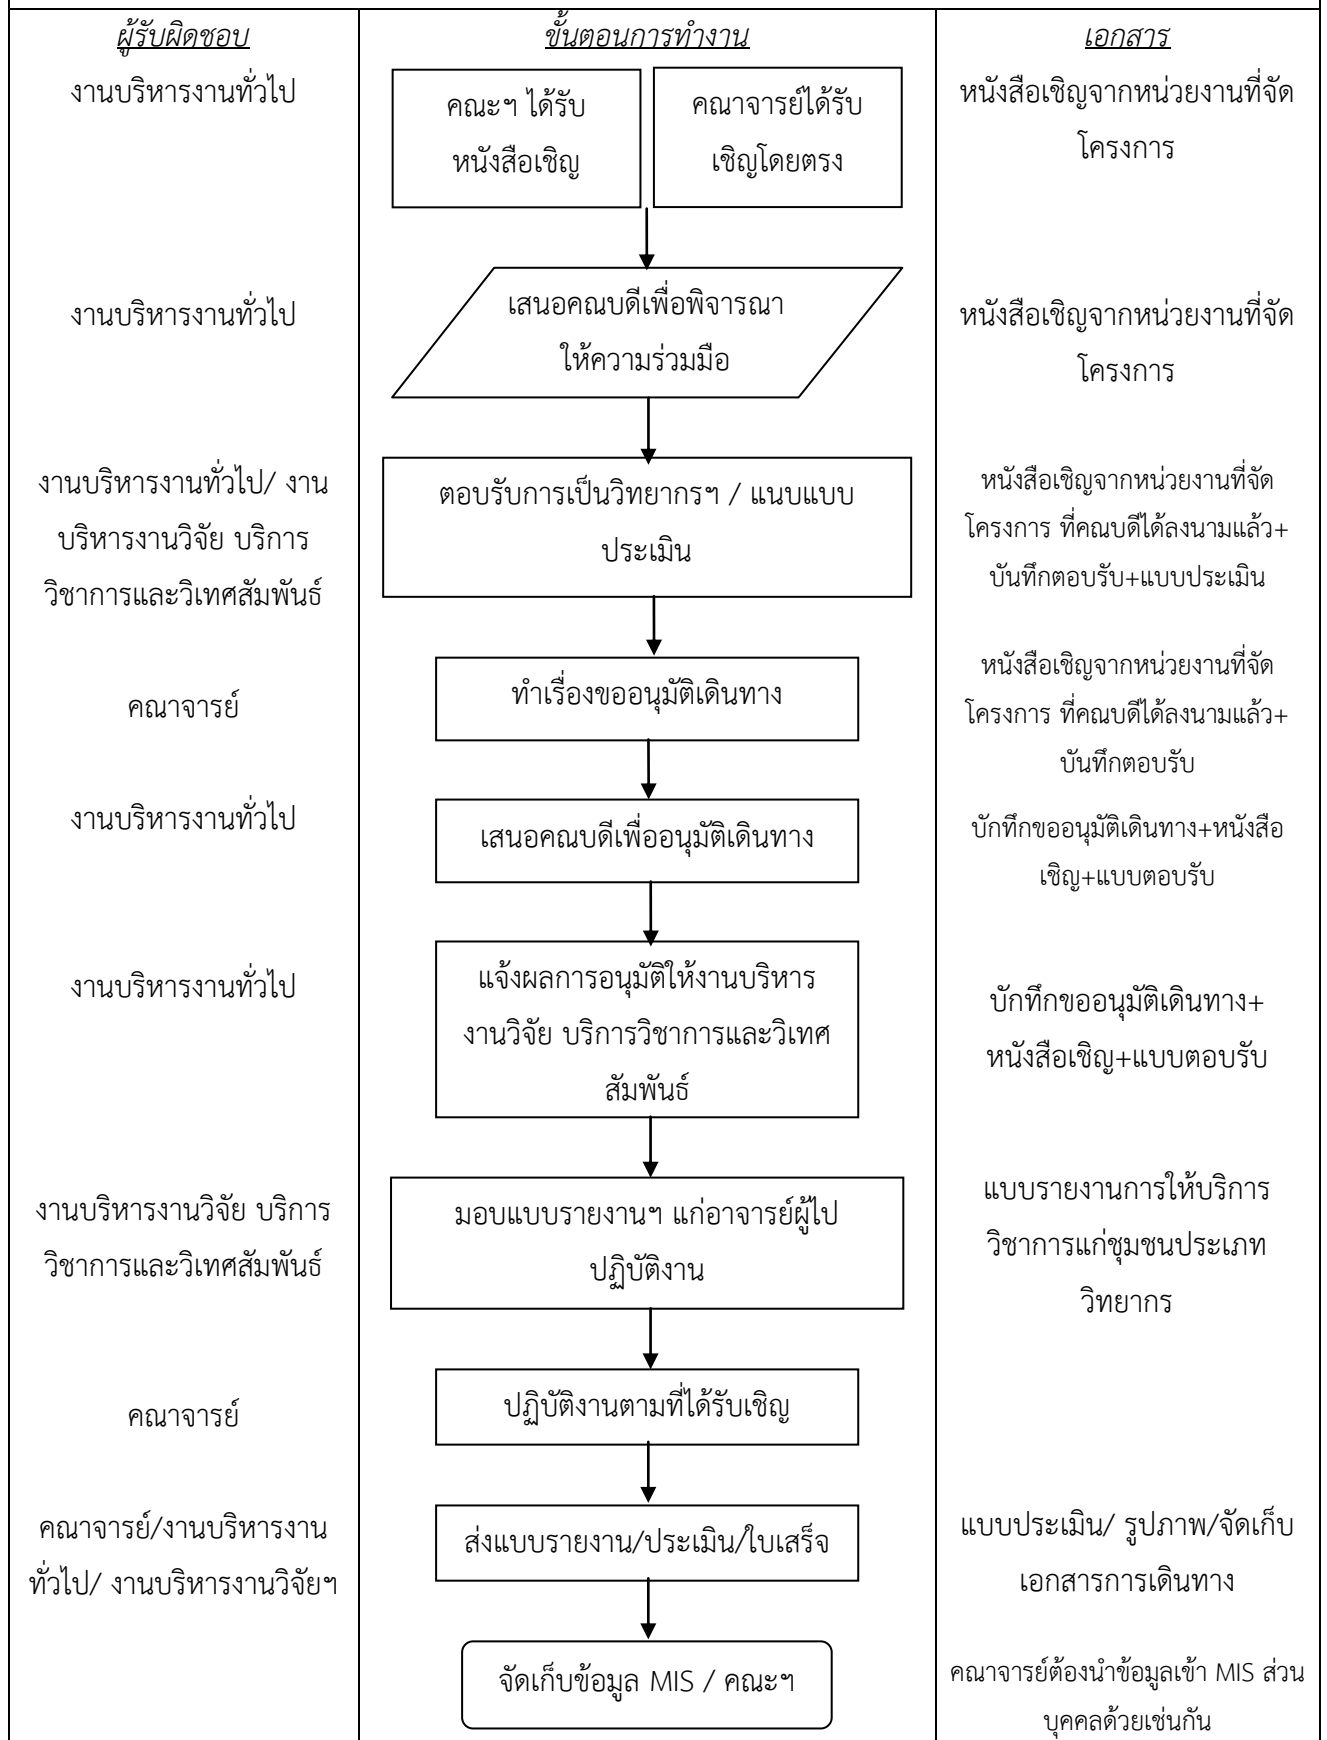 ผู้รับผิดชอบ
ขั้นตอนการทำงาน
เอกสาร
งานบริหารงานทั่วไป
คณะฯ ได้รับ
หนังสือเชิญ
คณาจารย์ได้รับ
เชิญโดยตรง
หนังสือเชิญจากหน่วยงานที่จัด
โครงการ
งานบริหารงานทั่วไป
เสนอคณบดีเพื่อพิจารณา
ให้ความร่วมมือ
หนังสือเชิญจากหน่วยงานที่จัด
โครงการ
งานบริหารงานทั่วไป/ งาน
บริหารงานวิจัย บริการ
วิชาการและวิเทศสัมพันธ์
ตอบรับการเป็นวิทยากรฯ / แนบแบบ
ประเมิน
หนังสือเชิญจากหน่วยงานที่จัด
โครงการ ที่คณบดีได้ลงนามแล้ว+
บันทึกตอบรับ+แบบประเมิน
คณาจารย์
ทำเรื่องขออนุมัติเดินทาง
หนังสือเชิญจากหน่วยงานที่จัด
โครงการ ที่คณบดีได้ลงนามแล้ว+
บันทึกตอบรับ
งานบริหารงานทั่วไป
เสนอคณบดีเพื่ออนุมัติเดินทาง
บักทึกขออนุมัติเดินทาง+หนังสือ
เชิญ+แบบตอบรับ
งานบริหารงานทั่วไป
แจ้งผลการอนุมัติให้งานบริหาร
งานวิจัย บริการวิชาการและวิเทศ
สัมพันธ์
บักทึกขออนุมัติเดินทาง+
หนังสือเชิญ+แบบตอบรับ
งานบริหารงานวิจัย บริการ
วิชาการและวิเทศสัมพันธ์
มอบแบบรายงานฯ แก่อาจารย์ผู้ไป
ปฏิบัติงาน
แบบรายงานการให้บริการ
วิชาการแก่ชุมชนประเภท
วิทยากร
คณาจารย์
ปฏิบัติงานตามที่ได้รับเชิญ
คณาจารย์/งานบริหารงาน
ทั่วไป/ งานบริหารงานวิจัยฯ
ส่งแบบรายงาน/ประเมิน/ใบเสร็จ
แบบประเมิน/ รูปภาพ/จัดเก็บ
เอกสารการเดินทาง
จัดเก็บข้อมูล MIS / คณะฯ
คณาจารย์ต้องนำข้อมูลเข้า MIS ส่วน
บุคคลด้วยเช่นกัน